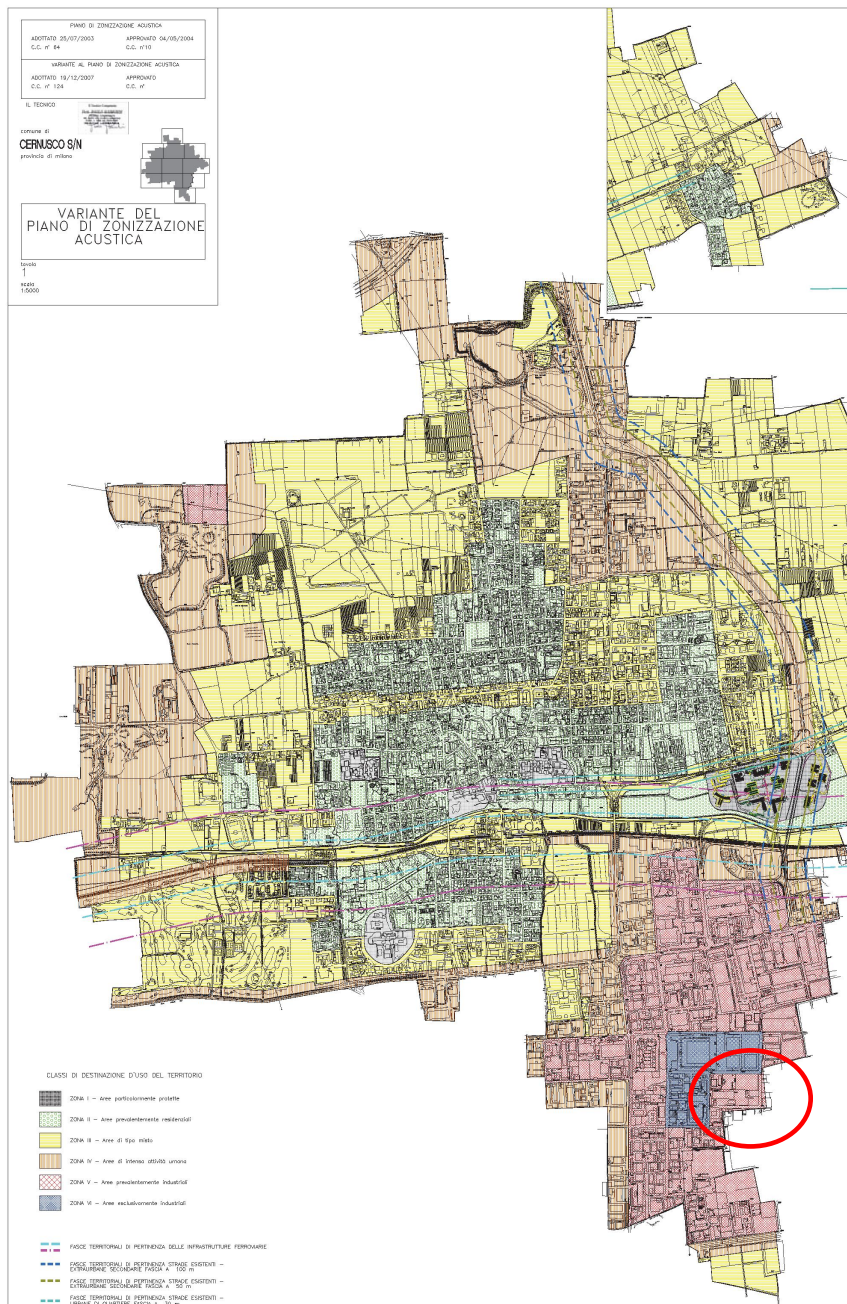 PIANO DI ZONIZZAZIONE ACUSTICA
ADOTTATO 25/07/2003 APPROVATO 04/05/2004
C.C. n° 64 C.C. n°10
VARIANTE AL PIANO DI ZONIZZAZIONE ACUSTICA
ADOTTATO 19/12/2007 APPROVATO
C.C. n° 124 C.C. n°
IL TECNICO
comune di
CERNUSCO S/N
provincia di milano
VARIANTE DEL
PIANO DI ZONIZZAZIONE
ACUSTICA
tavola
1
scala
1:5000
CLASSI DI DESTINAZIONE D'USO DEL TERRITORIO
ZONA I – Aree particolarmente protette
ZONA II – Aree prevalentemente residenziali
ZONA III – Aree di tipo misto
ZONA IV – Aree di intensa attività umana
ZONA V – Aree prevalentemente industriali
ZONA VI – Aree esclusivamente industriali
FASCE TERRITORIALI DI PERTINENZA DELLE INFRASTRUTTURE FERROVIARIE
FASCE TERRITORIALI DI PERTINENZA STRADE ESISTENTI –
EXTRAURBANE SECONDARIE FASCIA A 100 m
FASCE TERRITORIALI DI PERTINENZA STRADE ESISTENTI –
EXTRAURBANE SECONDARIE FASCIA A 50 m
FASCE TERRITORIALI DI PERTINENZA STRADE ESISTENTI –
URBANE DI QUARTIERE FASCIA A 30 m